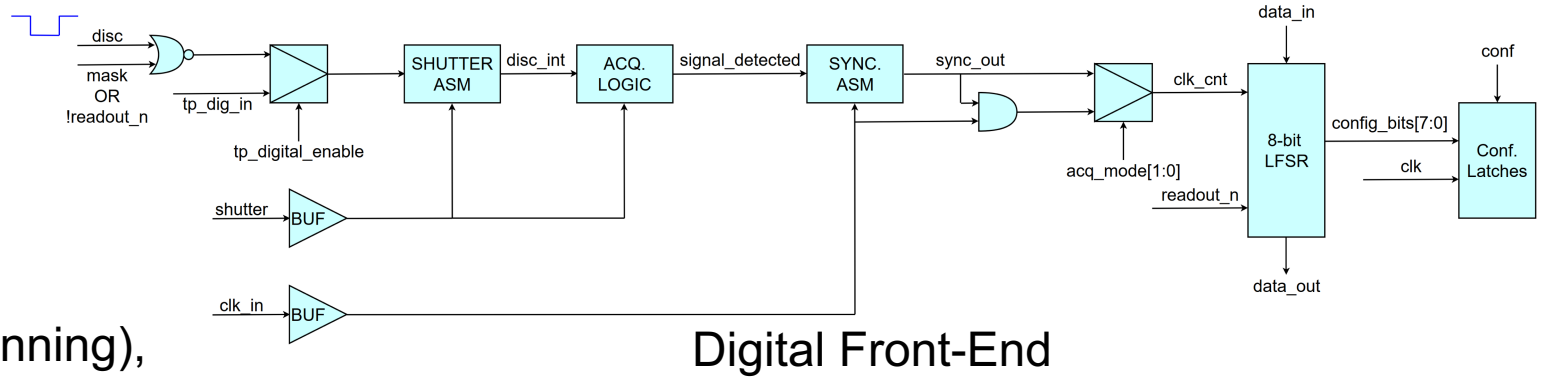 disc
mask
OR
!readout_n
tp_dig_in
tp_digital_enable
SHUTTER
ASM
disc_int
ACQ.
LOGIC
signal_detected
SYNC.
ASM
sync_out
acq_mode[1:0]
clk_cnt
data_in
8-bit
LFSR
readout_n
data_out
config_bits[7:0]
clk
conf
Conf.
Latches
shutter
BUF
clk_in
BUF
nning),
Digital Front-End